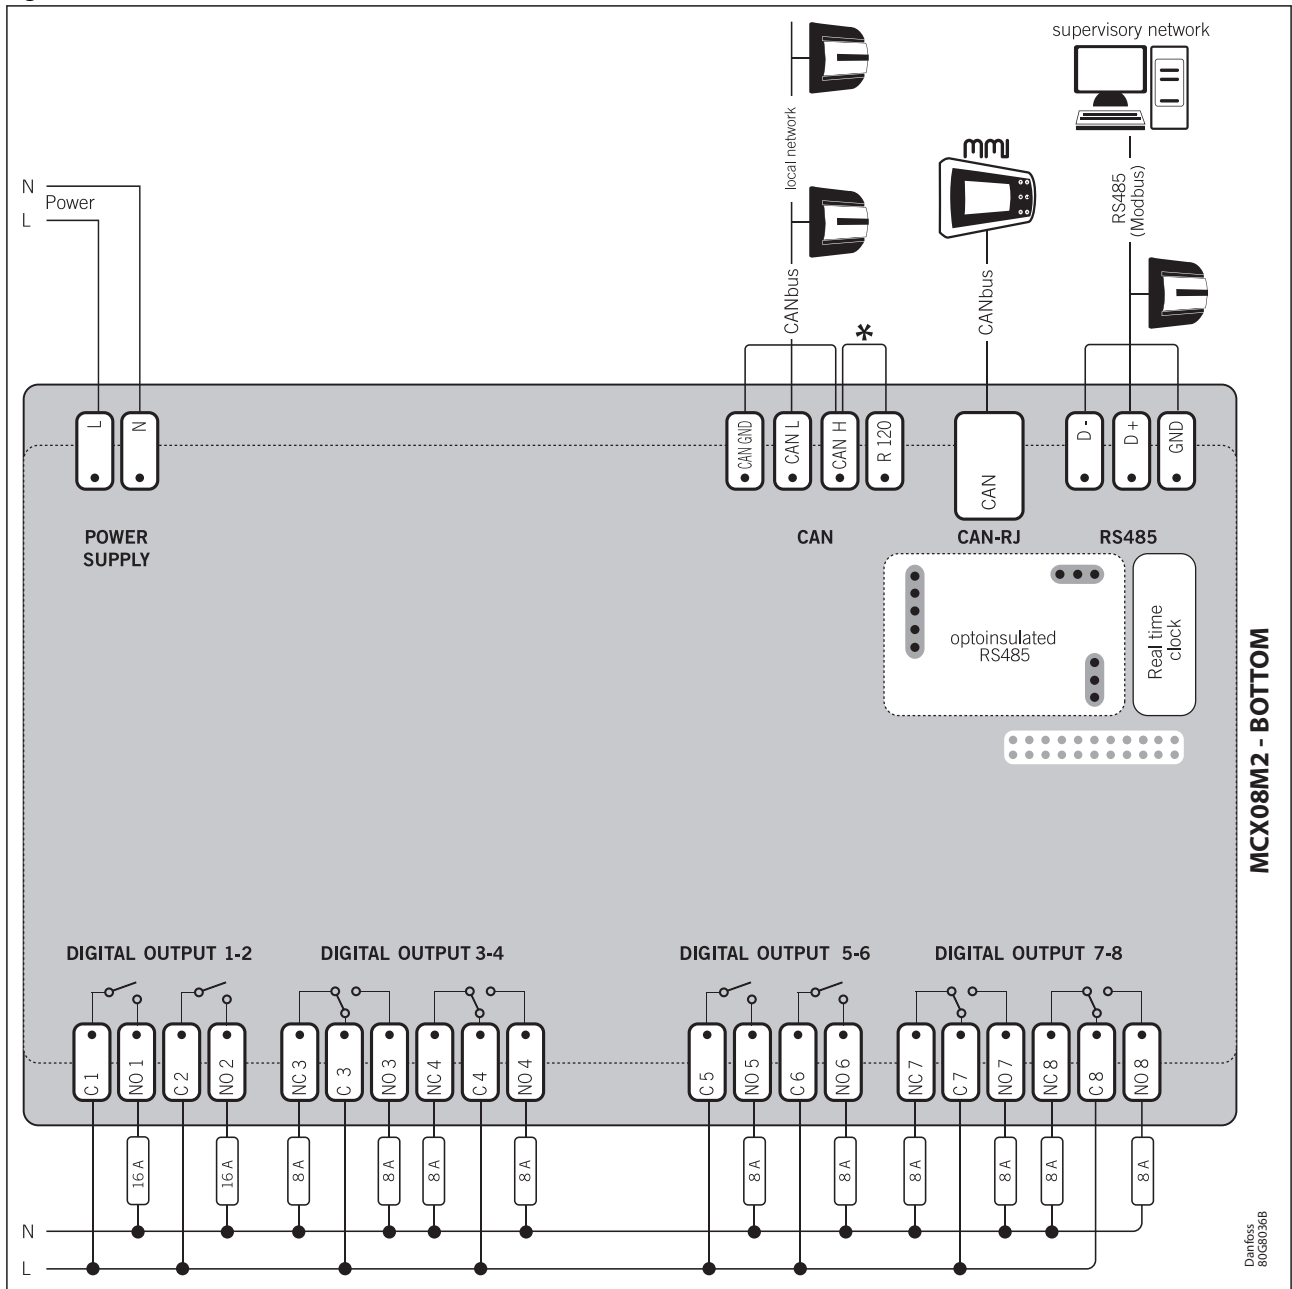 supervisory network
local network
mmi
RS485
(Modbus)
N
Power
L
CANbus
CANbus
*
L
N
CAN GND
CAN L
CAN H
R 120
CAN
D -
D +
GND
POWER
SUPPLY
CAN
CAN-RJ
RS485
optoinsulated
RS485
Real time
clock
MCX08M2 - BOTTOM
DIGITAL OUTPUT 1-2
DIGITAL OUTPUT 3-4
DIGITAL OUTPUT 5-6
DIGITAL OUTPUT 7-8
C 1
NO 1
C 2
NO 2
NC 3
C 3
NO 3
NC 4
C 4
NO 4
C 5
NO 5
C 6
NO 6
NC 7
C 7
NO 7
NC 8
C 8
NO 8
16 A
16 A
8 A
8 A
8 A
8 A
8 A
8 A
8 A
8 A
8 A
8 A
N
L
Danfoss
80G8036B